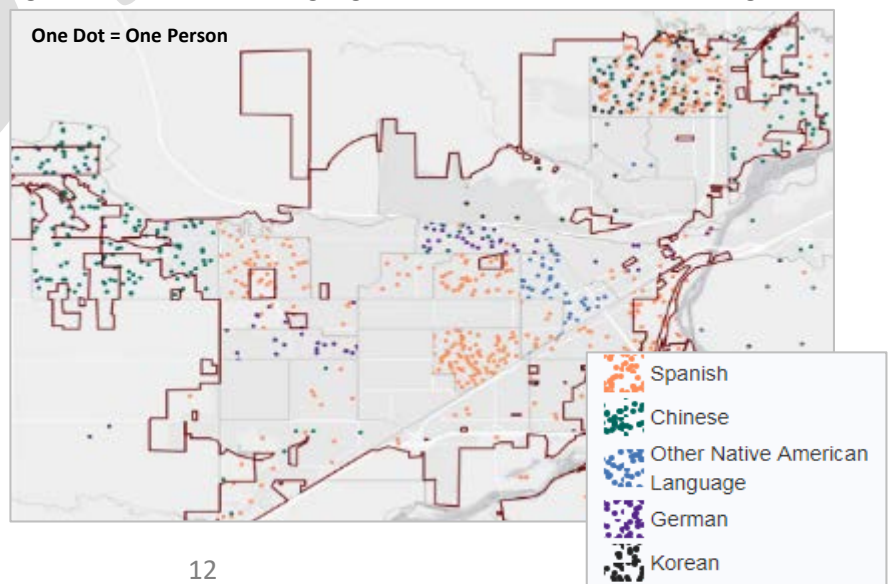 One Dot = One Person
Spanish
Chinese
Other Native American
Language
German
Korean
12